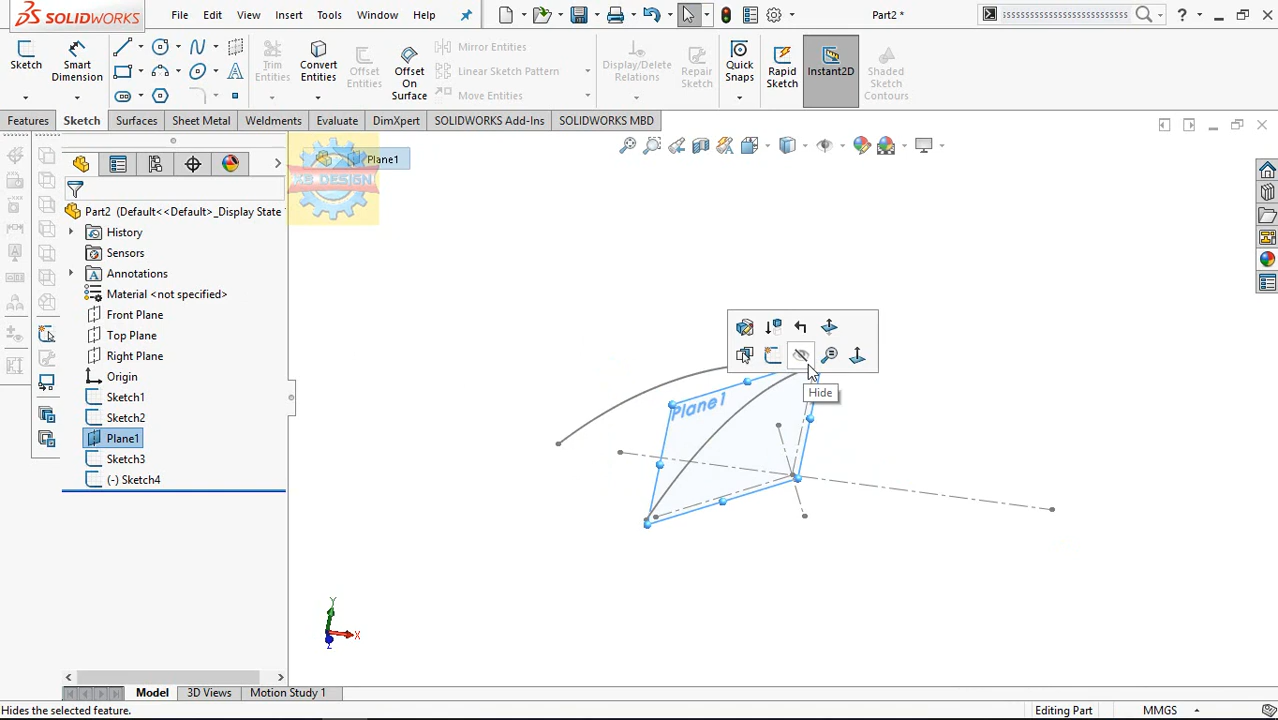 DS SOLIDWORKS
File Edit View Insert Tools Window Help
Part2 *
Sketch
Smart Dimension
Trim Entities
Convert Entities
Offset Entities
Offset On Surface
Mirror Entities
Linear Sketch Pattern
Move Entities
Display/Delete Relations
Repair Sketch
Quick Snaps
Rapid Sketch
Instant2D
Shaded Sketch Contours
Features Sketch Surfaces Sheet Metal Weldments Evaluate DimXpert SOLIDWORKS Add-Ins SOLIDWORKS MBD
Plane1
DESIGN
Part2 (Default<<Default>_Display State
History
Sensors
Annotations
Material <not specified>
Front Plane
Top Plane
Right Plane
Origin
Sketch1
Sketch2
Plane1
Sketch3
(-) Sketch4
Plane1
Hide
Y
X
Z
Model 3D Views Motion Study 1
Hides the selected feature.
Editing Part
MMGS